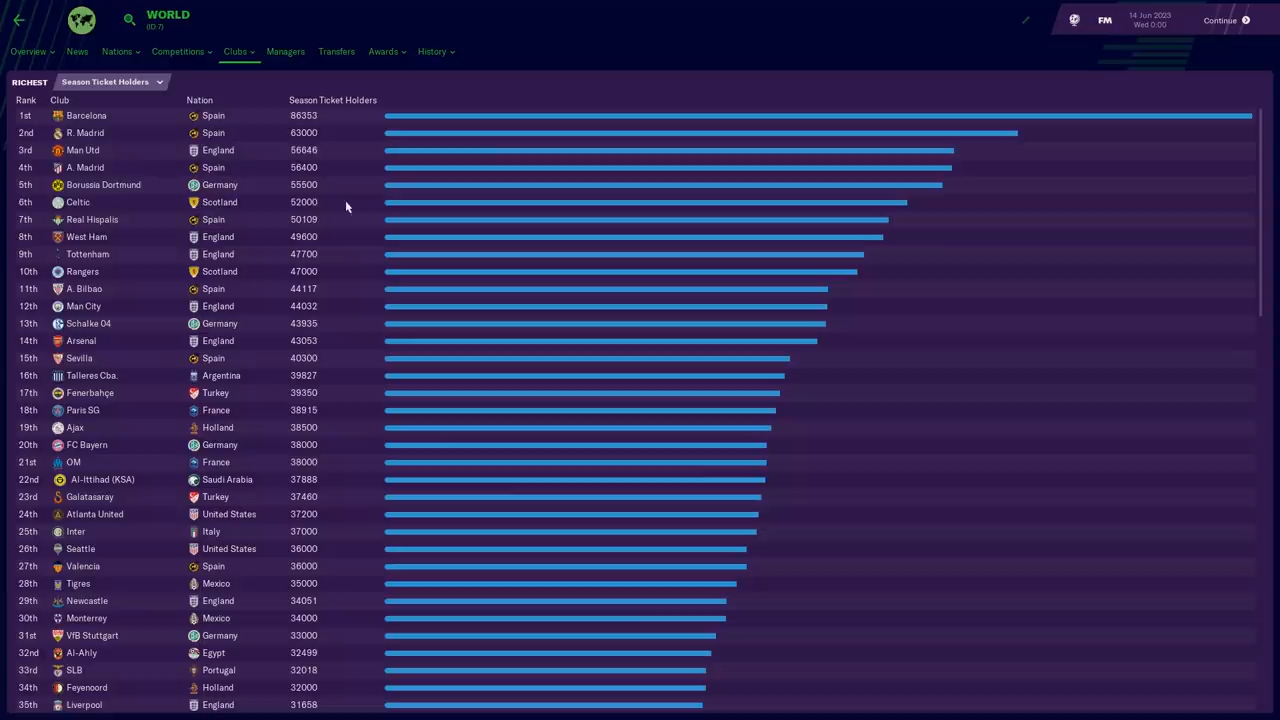 WORLD
(ID:7)
FM
14 Jun 2023
Wed 0:00
Continue
Overview News Nations Competitions Clubs Managers Transfers Awards History
RICHEST Season Ticket Holders
Rank Club Nation Season Ticket Holders
1st Barcelona Spain 86353
2nd R. Madrid Spain 63000
3rd Man Utd England 56646
4th A. Madrid Spain 56400
5th Borussia Dortmund Germany 55500
6th Celtic Scotland 52000
7th Real Hispalis Spain 50109
8th West Ham England 49600
9th Tottenham England 47700
10th Rangers Scotland 47000
11th A. Bilbao Spain 44117
12th Man City England 44032
13th Schalke 04 Germany 43935
14th Arsenal England 43053
15th Sevilla Spain 40300
16th Talleres Cba. Argentina 39827
17th Fenerbahçe Turkey 39350
18th Paris SG France 38915
19th Ajax Holland 38500
20th FC Bayern Germany 38000
21st OM France 38000
22nd Al-Ittihad (KSA) Saudi Arabia 37888
23rd Galatasaray Turkey 37460
24th Atlanta United United States 37200
25th Inter Italy 37000
26th Seattle United States 36000
27th Valencia Spain 36000
28th Tigres Mexico 35000
29th Newcastle England 34051
30th Monterrey Mexico 34000
31st VfB Stuttgart Germany 33000
32nd Al-Ahly Egypt 32499
33rd SLB Portugal 32018
34th Feyenoord Holland 32000
35th Liverpool England 31658